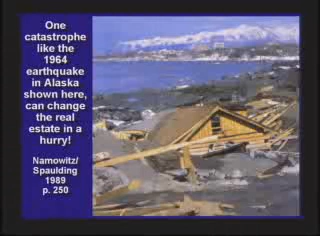 One
catastrophe
like the
1964
earthquake
in Alaska
shown here,
can change
the real
estate in a
hurry!
Namowitz/
Spaulding
1989
p. 250